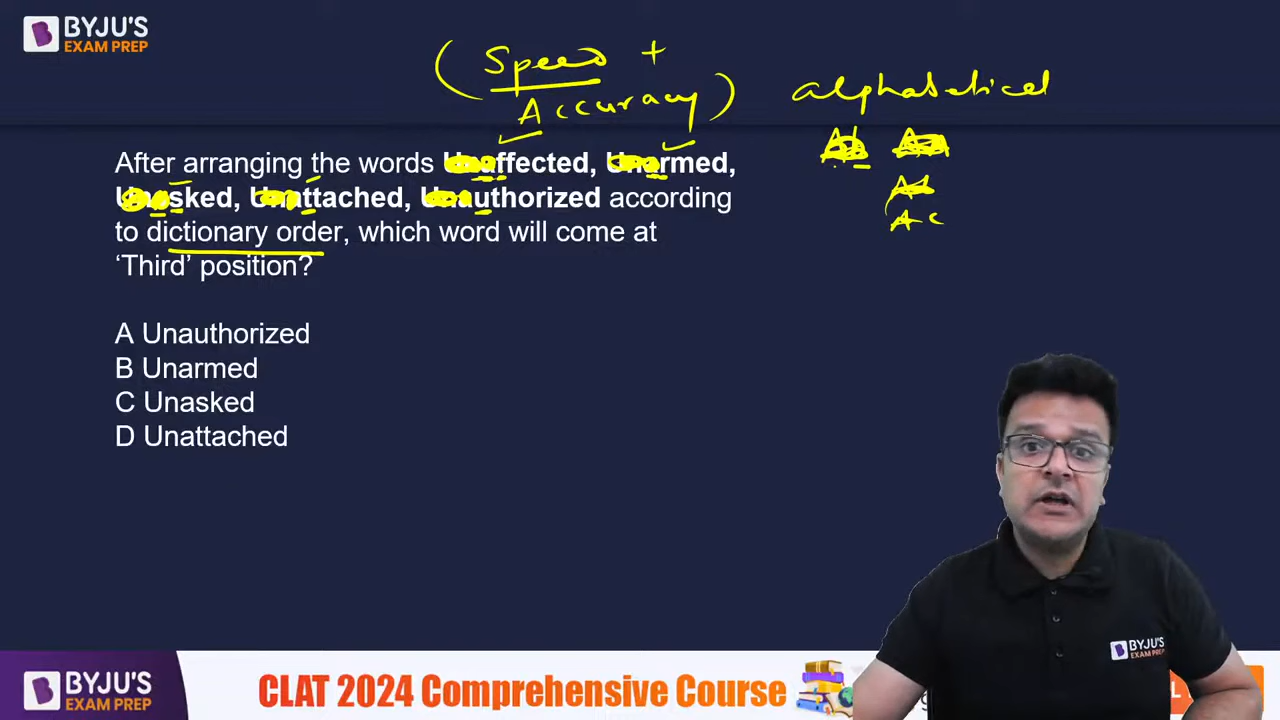 BYJU'S
EXAM PREP
(Speed +
Accuracy)
alphabetical
After arranging the words Unaffected, Unarmed,
Unasked, Unattached, Unauthorized according
to dictionary order, which word will come at
'Third' position?
A Unauthorized
B Unarmed
C Unasked
D Unattached
BYJU'S
EXAM PREP
BYJU'S
EXAM PREP
CLAT 2024 Comprehensive Course